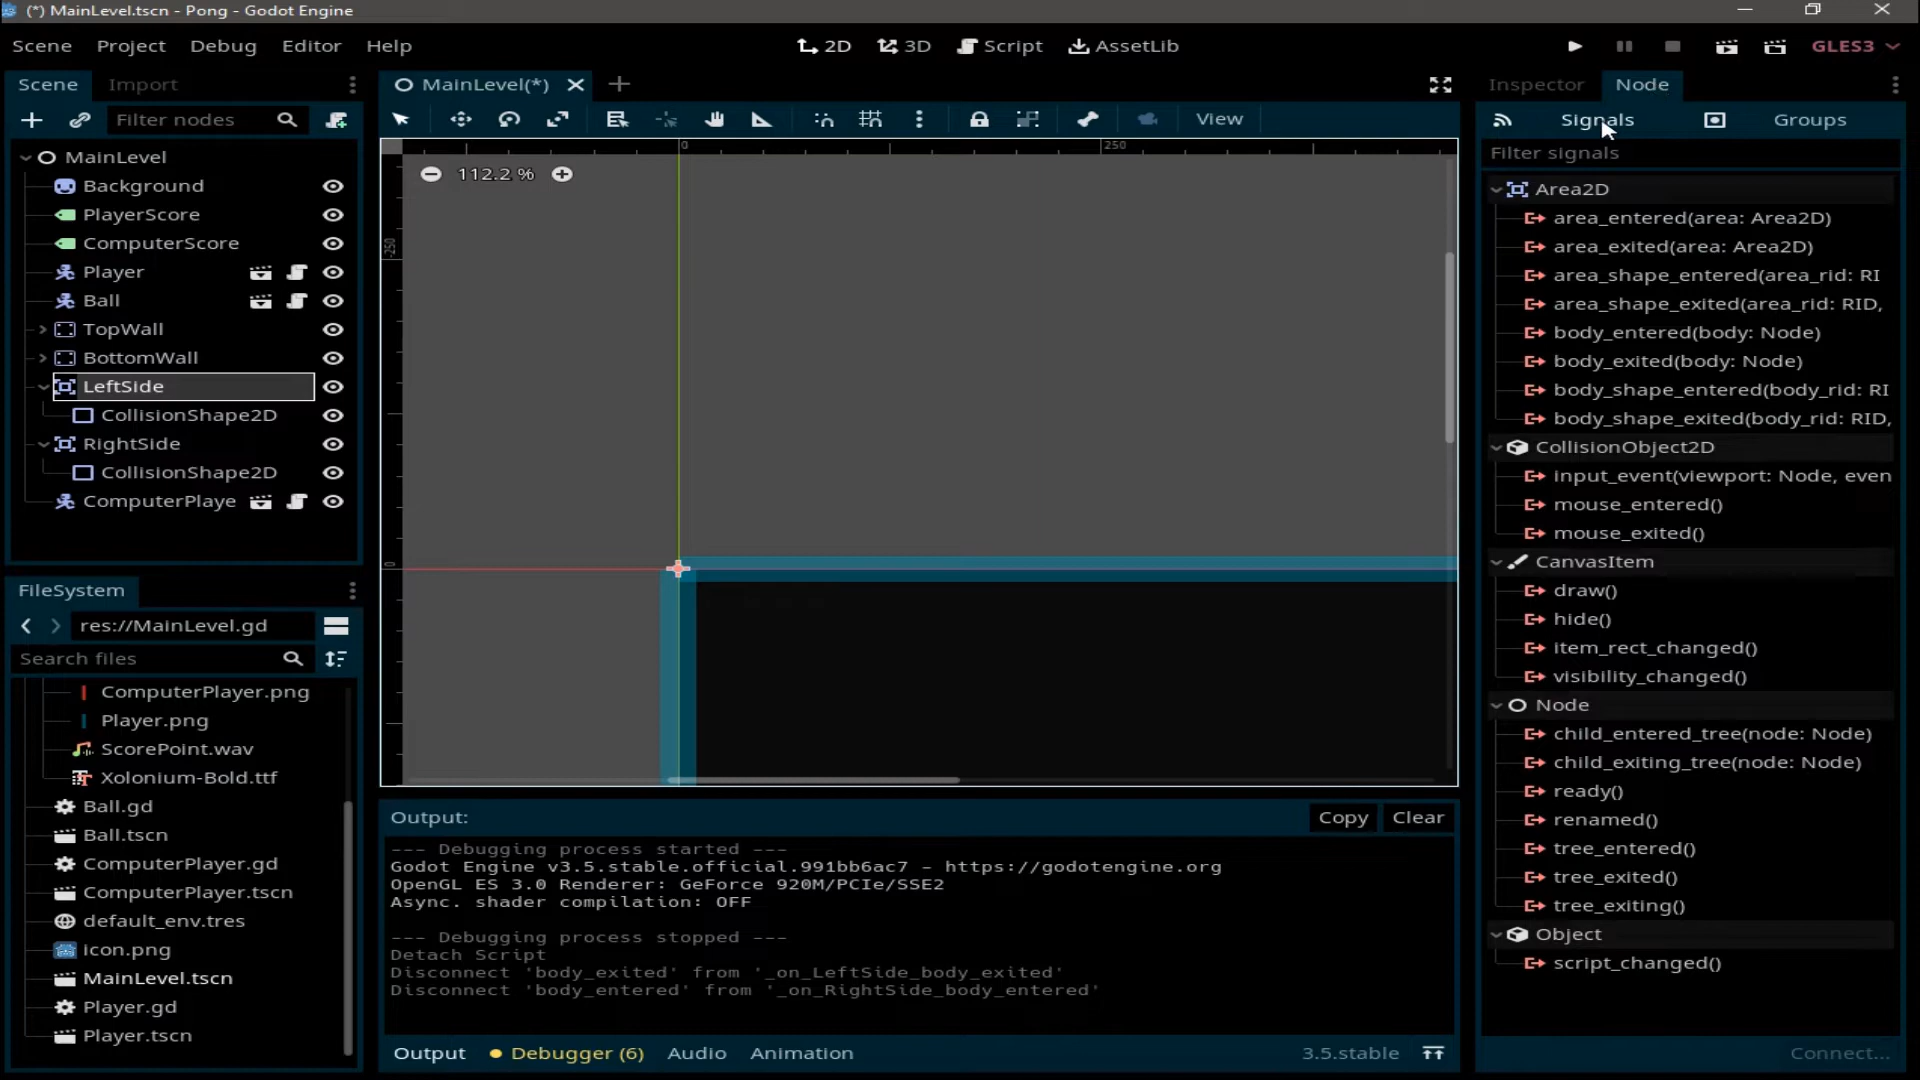 (*) MainLevel.tscn - Pong - Godot Engine
Scene Project Debug Editor Help
2D 3D Script AssetLib
GLES3
Scene Import
Filter nodes
MainLevel
Background
PlayerScore
ComputerScore
Player
Ball
TopWall
BottomWall
LeftSide
CollisionShape2D
RightSide
CollisionShape2D
ComputerPlaye
FileSystem
res://MainLevel.gd
Search files
ComputerPlayer.png
Player.png
ScorePoint.wav
Xolonium-Bold.ttf
Ball.gd
Ball.tscn
ComputerPlayer.gd
ComputerPlayer.tscn
default_env.tres
icon.png
MainLevel.tscn
Player.gd
Player.tscn
MainLevel(*)
View
0 250
-250
0
112.2 %
Output:
Copy Clear
--- Debugging process started ---
Godot Engine v3.5.stable.official.991bb6ac7 - https://godotengine.org
OpenGL ES 3.0 Renderer: GeForce 920M/PCIe/SSE2
Async. shader compilation: OFF
--- Debugging process stopped ---
Detach Script
Disconnect 'body_exited' from '_on_LeftSide_body_exited'
Disconnect 'body_entered' from '_on_RightSide_body_entered'
Output Debugger (6) Audio Animation 3.5.stable
Inspector Node
Signals Groups
Filter signals
Area2D
area_entered(area: Area2D)
area_exited(area: Area2D)
area_shape_entered(area_rid: RI
area_shape_exited(area_rid: RID,
body_entered(body: Node)
body_exited(body: Node)
body_shape_entered(body_rid: RI
body_shape_exited(body_rid: RID,
CollisionObject2D
input_event(viewport: Node, even
mouse_entered()
mouse_exited()
CanvasItem
draw()
hide()
item_rect_changed()
visibility_changed()
Node
child_entered_tree(node: Node)
child_exiting_tree(node: Node)
ready()
renamed()
tree_entered()
tree_exited()
tree_exiting()
Object
script_changed()
Connect...